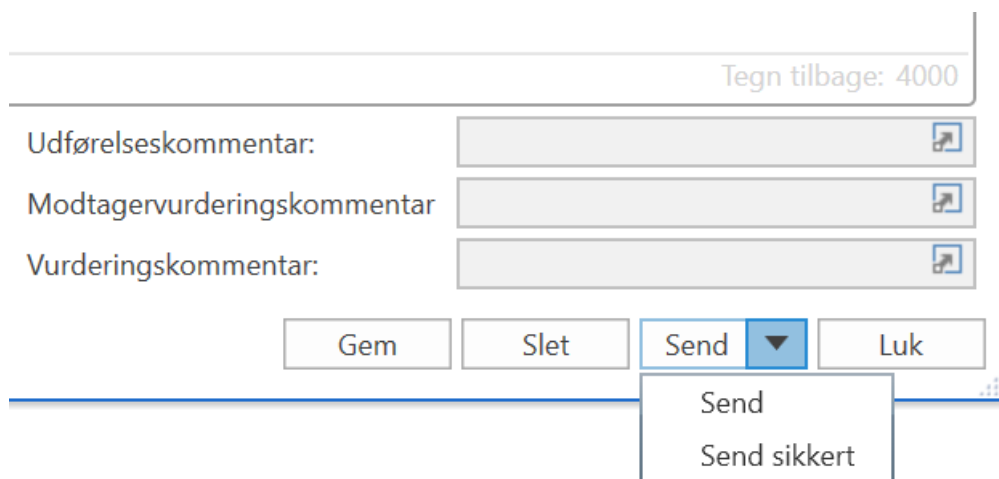 Tegn tilbage: 4000
Udførelseskommentar:
Modtagervurderingskommentar
Vurderingskommentar:
Gem Slet Send Luk
Send
Send sikkert